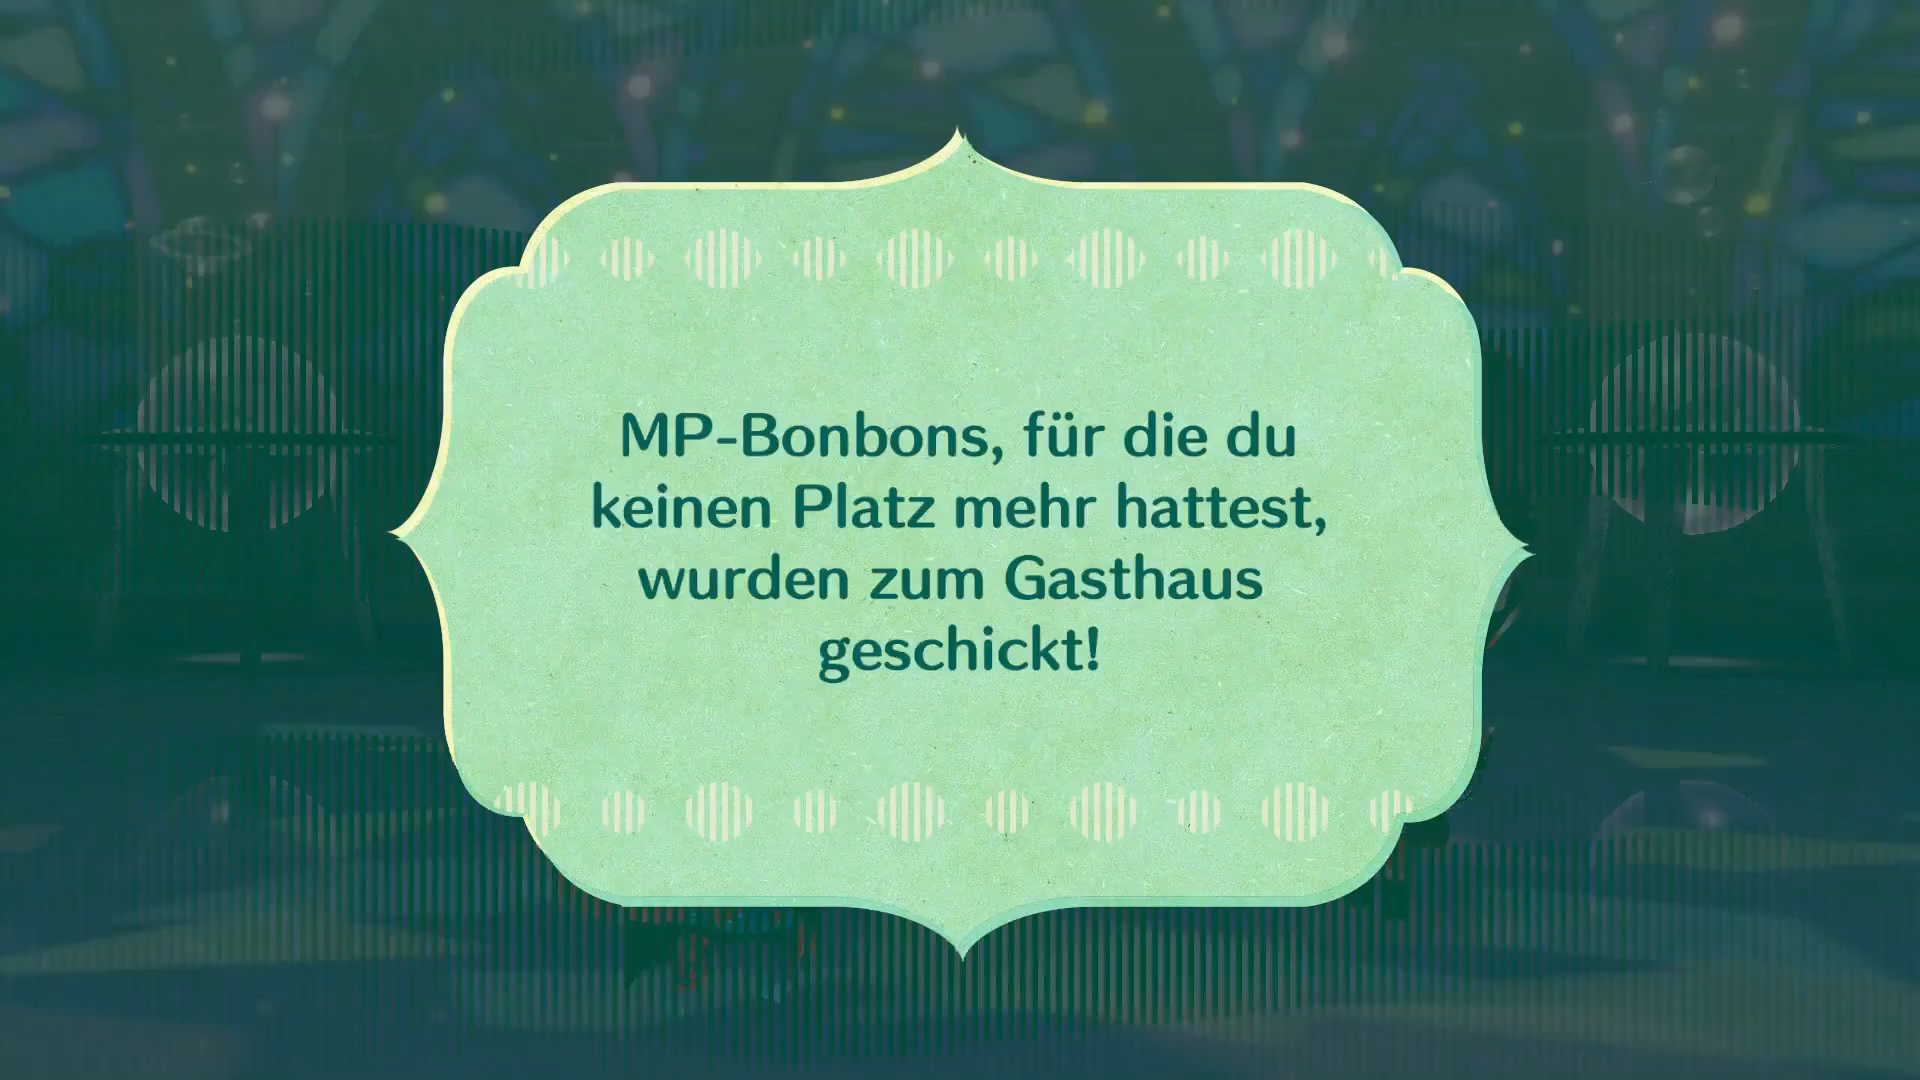 MP-Bonbons, für die du
keinen Platz mehr hattest,
wurden zum Gasthaus
geschickt!